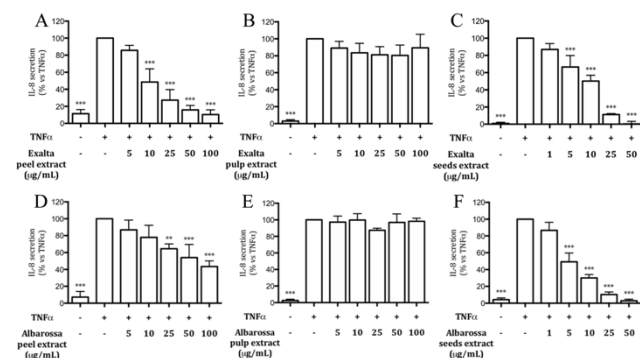 A
B
C
IL-8 secretion
(% vs TNFα)
120
100
80
60
40
20
0
***
***
***
***
***
TNFα - + + + + + +
Exalta - - 5 10 25 50 100
peel extract
(μg/mL)
IL-8 secretion
(% vs TNFα)
120
100
80
60
40
20
0
***
TNFα - + + + + + +
Exalta - - 5 10 25 50 100
pulp extract
(μg/mL)
IL-8 secretion
(% vs TNFα)
120
100
80
60
40
20
0
***
***
***
***
***
TNFα - + + + + + +
Exalta - - 1 5 10 25 50
seeds extract
(μg/mL)
D
E
F
IL-8 secretion
(% vs TNFα)
120
100
80
60
40
20
0
***
**
***
***
TNFα - + + + + + +
Albarossa - - 5 10 25 50 100
peel extract
(μg/mL)
IL-8 secretion
(% vs TNFα)
120
100
80
60
40
20
0
***
TNFα - + + + + + +
Albarossa - - 5 10 25 50 100
pulp extract
(μg/mL)
IL-8 secretion
(% vs TNFα)
120
100
80
60
40
20
0
***
***
***
***
***
TNFα - + + + + + +
Albarossa - - 1 5 10 25 50
seeds extract
(μg/mL)